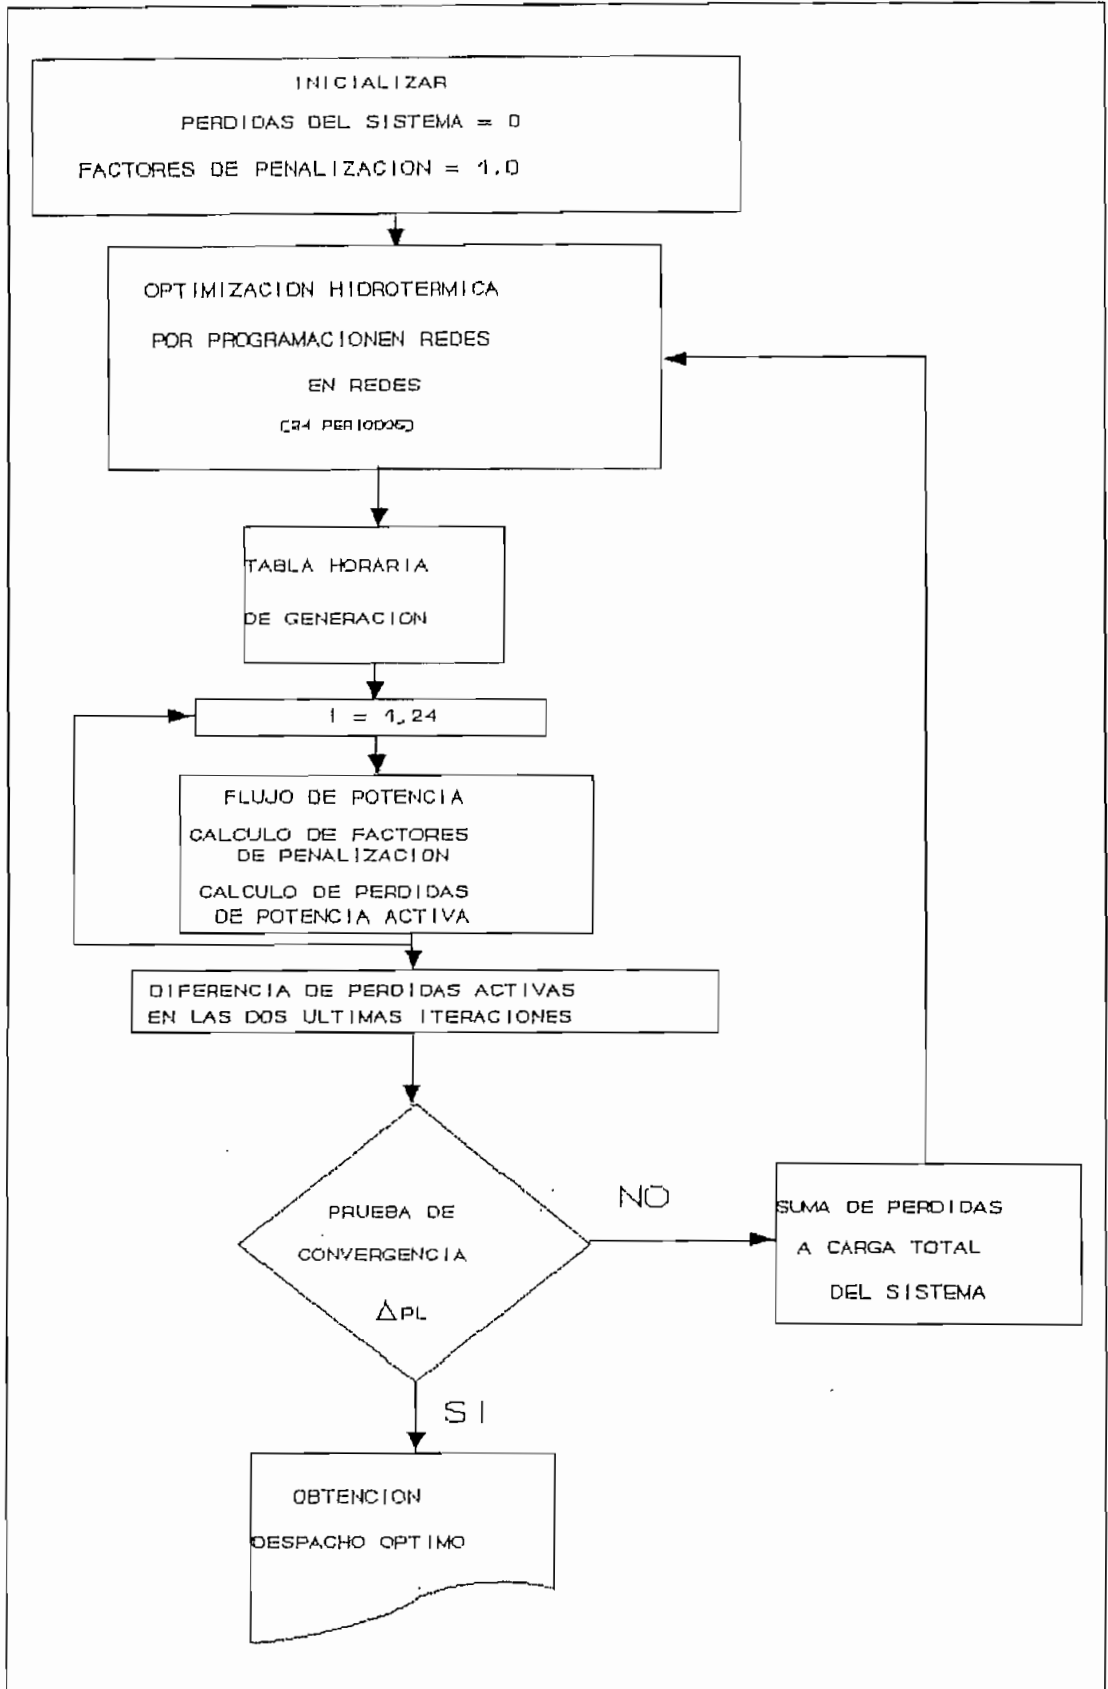 INICIALIZAR
PERDIDAS DEL SISTEMA = 0
FACTORES DE PENALIZACION = 1.0
OPTIMIZACION HIDROTERMICA
POR PROGRAMACIONEN REDES
EN REDES
(24 PERIODOS)
TABLA HORARIA
DE GENERACION
I = 1,24
FLUJO DE POTENCIA
CALCULO DE FACTORES
DE PENALIZACION
CALCULO DE PERDIDAS
DE POTENCIA ACTIVA
DIFERENCIA DE PERDIDAS ACTIVAS
EN LAS DOS ULTIMAS ITERACIONES
PRUEBA DE
CONVERGENCIA
△PL
NO
SUMA DE PERDIDAS
A CARGA TOTAL
DEL SISTEMA
SI
OBTENCION
DESPACHO OPTIMO